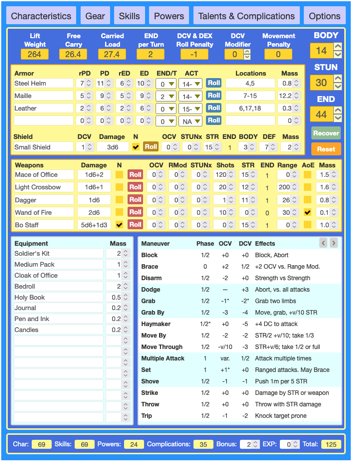 Characteristics Gear Skills Powers Talents & Complications Options
Lift Weight Free Carry Carried Load END per Turn DCV & DEX Roll Penalty DCV Modifier Movement Penalty BODY
264 26.4 27.4 2 -1 0 0 14
STUN
30
END
44
Recover
Reset
Armor rPD PD rED ED END/T ACT Locations Mass
Steel Helm 7 11 6 10 0 14- Roll 4,5 0.8
Maille 5 9 5 9 2 14- Roll 7-15 12.2
Leather 2 6 2 6 0 15- Roll 6,17,18 0.3
0 0 0 0 0 NA Roll 0
Shield DCV Damage N OCV STUNx STR END BODY DEF Mass
Small Shield 1 3d6 Roll 0 0 15 1 3 7 2
Weapons Damage N OCV RMod STUNx Shots STR END Range AoE Mass
Mace of Office 1d6+2 Roll 0 0 0 120 15 1 0 1.5
Light Crossbow 1d6+1 Roll 0 0 0 20 12 1 200 1.6
Dagger 1d6 Roll 0 0 0 1 11 1 26 0.8
Wand of Fire 2d6 Roll 0 0 0 10 0 0 30 0.1
Bo Staff 5d6+1d3 Roll 0 0 0 1 15 1 0 1.0
Equipment Mass
Soldier's Kit 2
Medium Pack 1
Cloak of Office 1
Bedroll 2
Holy Book 0.5
Journal 0.2
Pen and Ink 0.2
Candles 0.2
Maneuver Phase OCV DCV Effects
Block 1/2 +0 +0 Block, Abort
Brace 0 +2 1/2 +2 OCV vs. Range Mod.
Disarm 1/2 -2 +0 Strength vs Strength
Dodge 1/2 — +3 Abort, vs. all attacks
Grab 1/2 -1* -2* Grab two limbs
Grab By 1/2 -3 -4 Move, grab, +v/10 STR
Haymaker 1/2* +0 -5 +4 DC to attack
Move By 1/2 -2 -2 STR/2 +v/10; take 1/3
Move Through 1/2 -v/10 -3 STR+v/6; take 1/2 or full
Multiple Attack 1 var. 1/2 Attack multiple times
Set 1 +1* +0 Ranged attacks, May Brace
Shove 1/2 -1 -1 Push 1m per 5 STR
Strike 1/2 +0 +0 Damage by STR or weapon
Throw 1/2 +0 +0 Throw with STR damage
Trip 1/2 -1 -2 Knock target prone
Char: 69 Skills: 69 Powers: 24 Complications: 35 Bonus: 2 EXP: 0 Total: 125